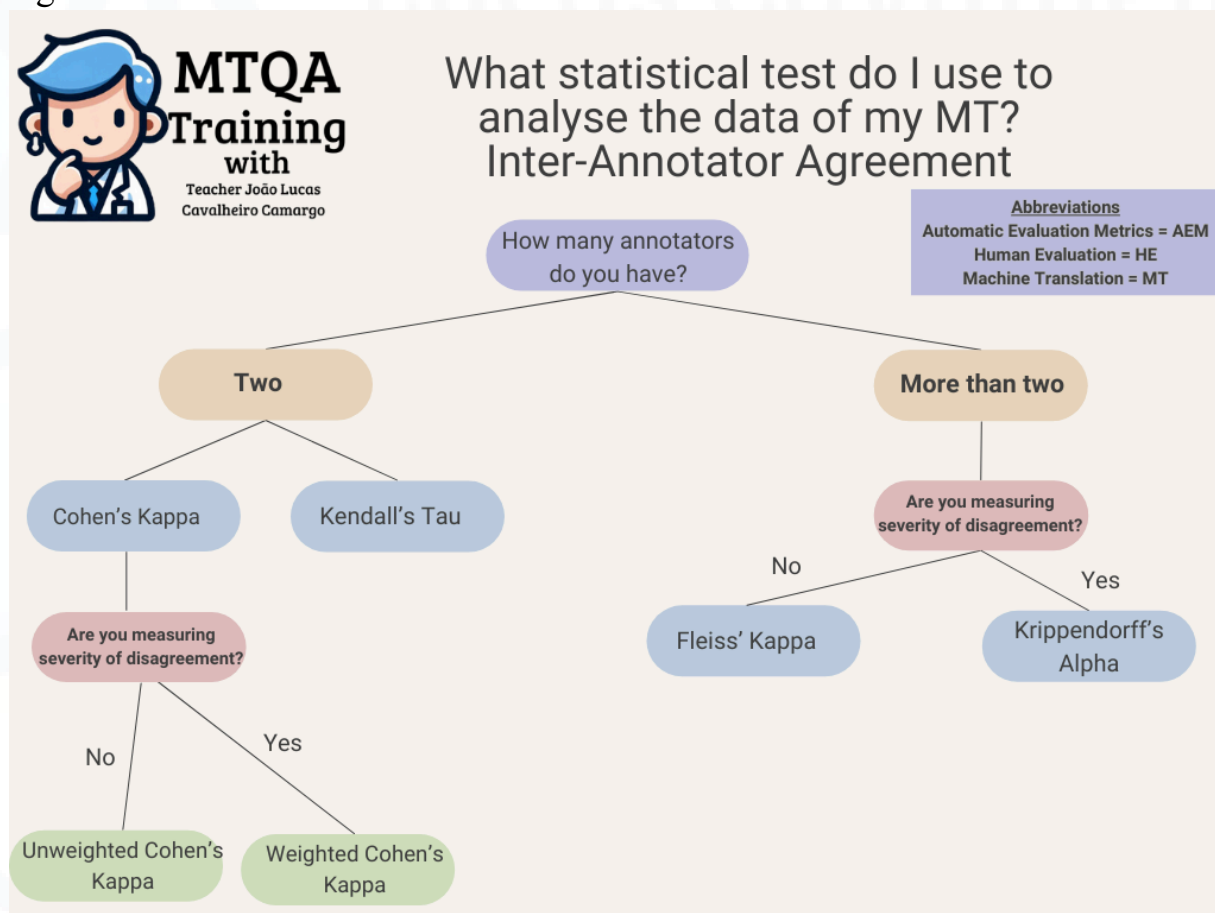 MTQA
Training
with
Teacher João Lucas
Cavalheiro Camargo
What statistical test do I use to
analyse the data of my MT?
Inter-Annotator Agreement
Abbreviations
Automatic Evaluation Metrics = AEM
Human Evaluation = HE
Machine Translation = MT
How many annotators
do you have?
Two
More than two
Cohen's Kappa
Kendall's Tau
Are you measuring
severity of disagreement?
No
Yes
Fleiss' Kappa
Krippendorff's
Alpha
Are you measuring
severity of disagreement?
No
Yes
Unweighted Cohen's
Kappa
Weighted Cohen's
Kappa